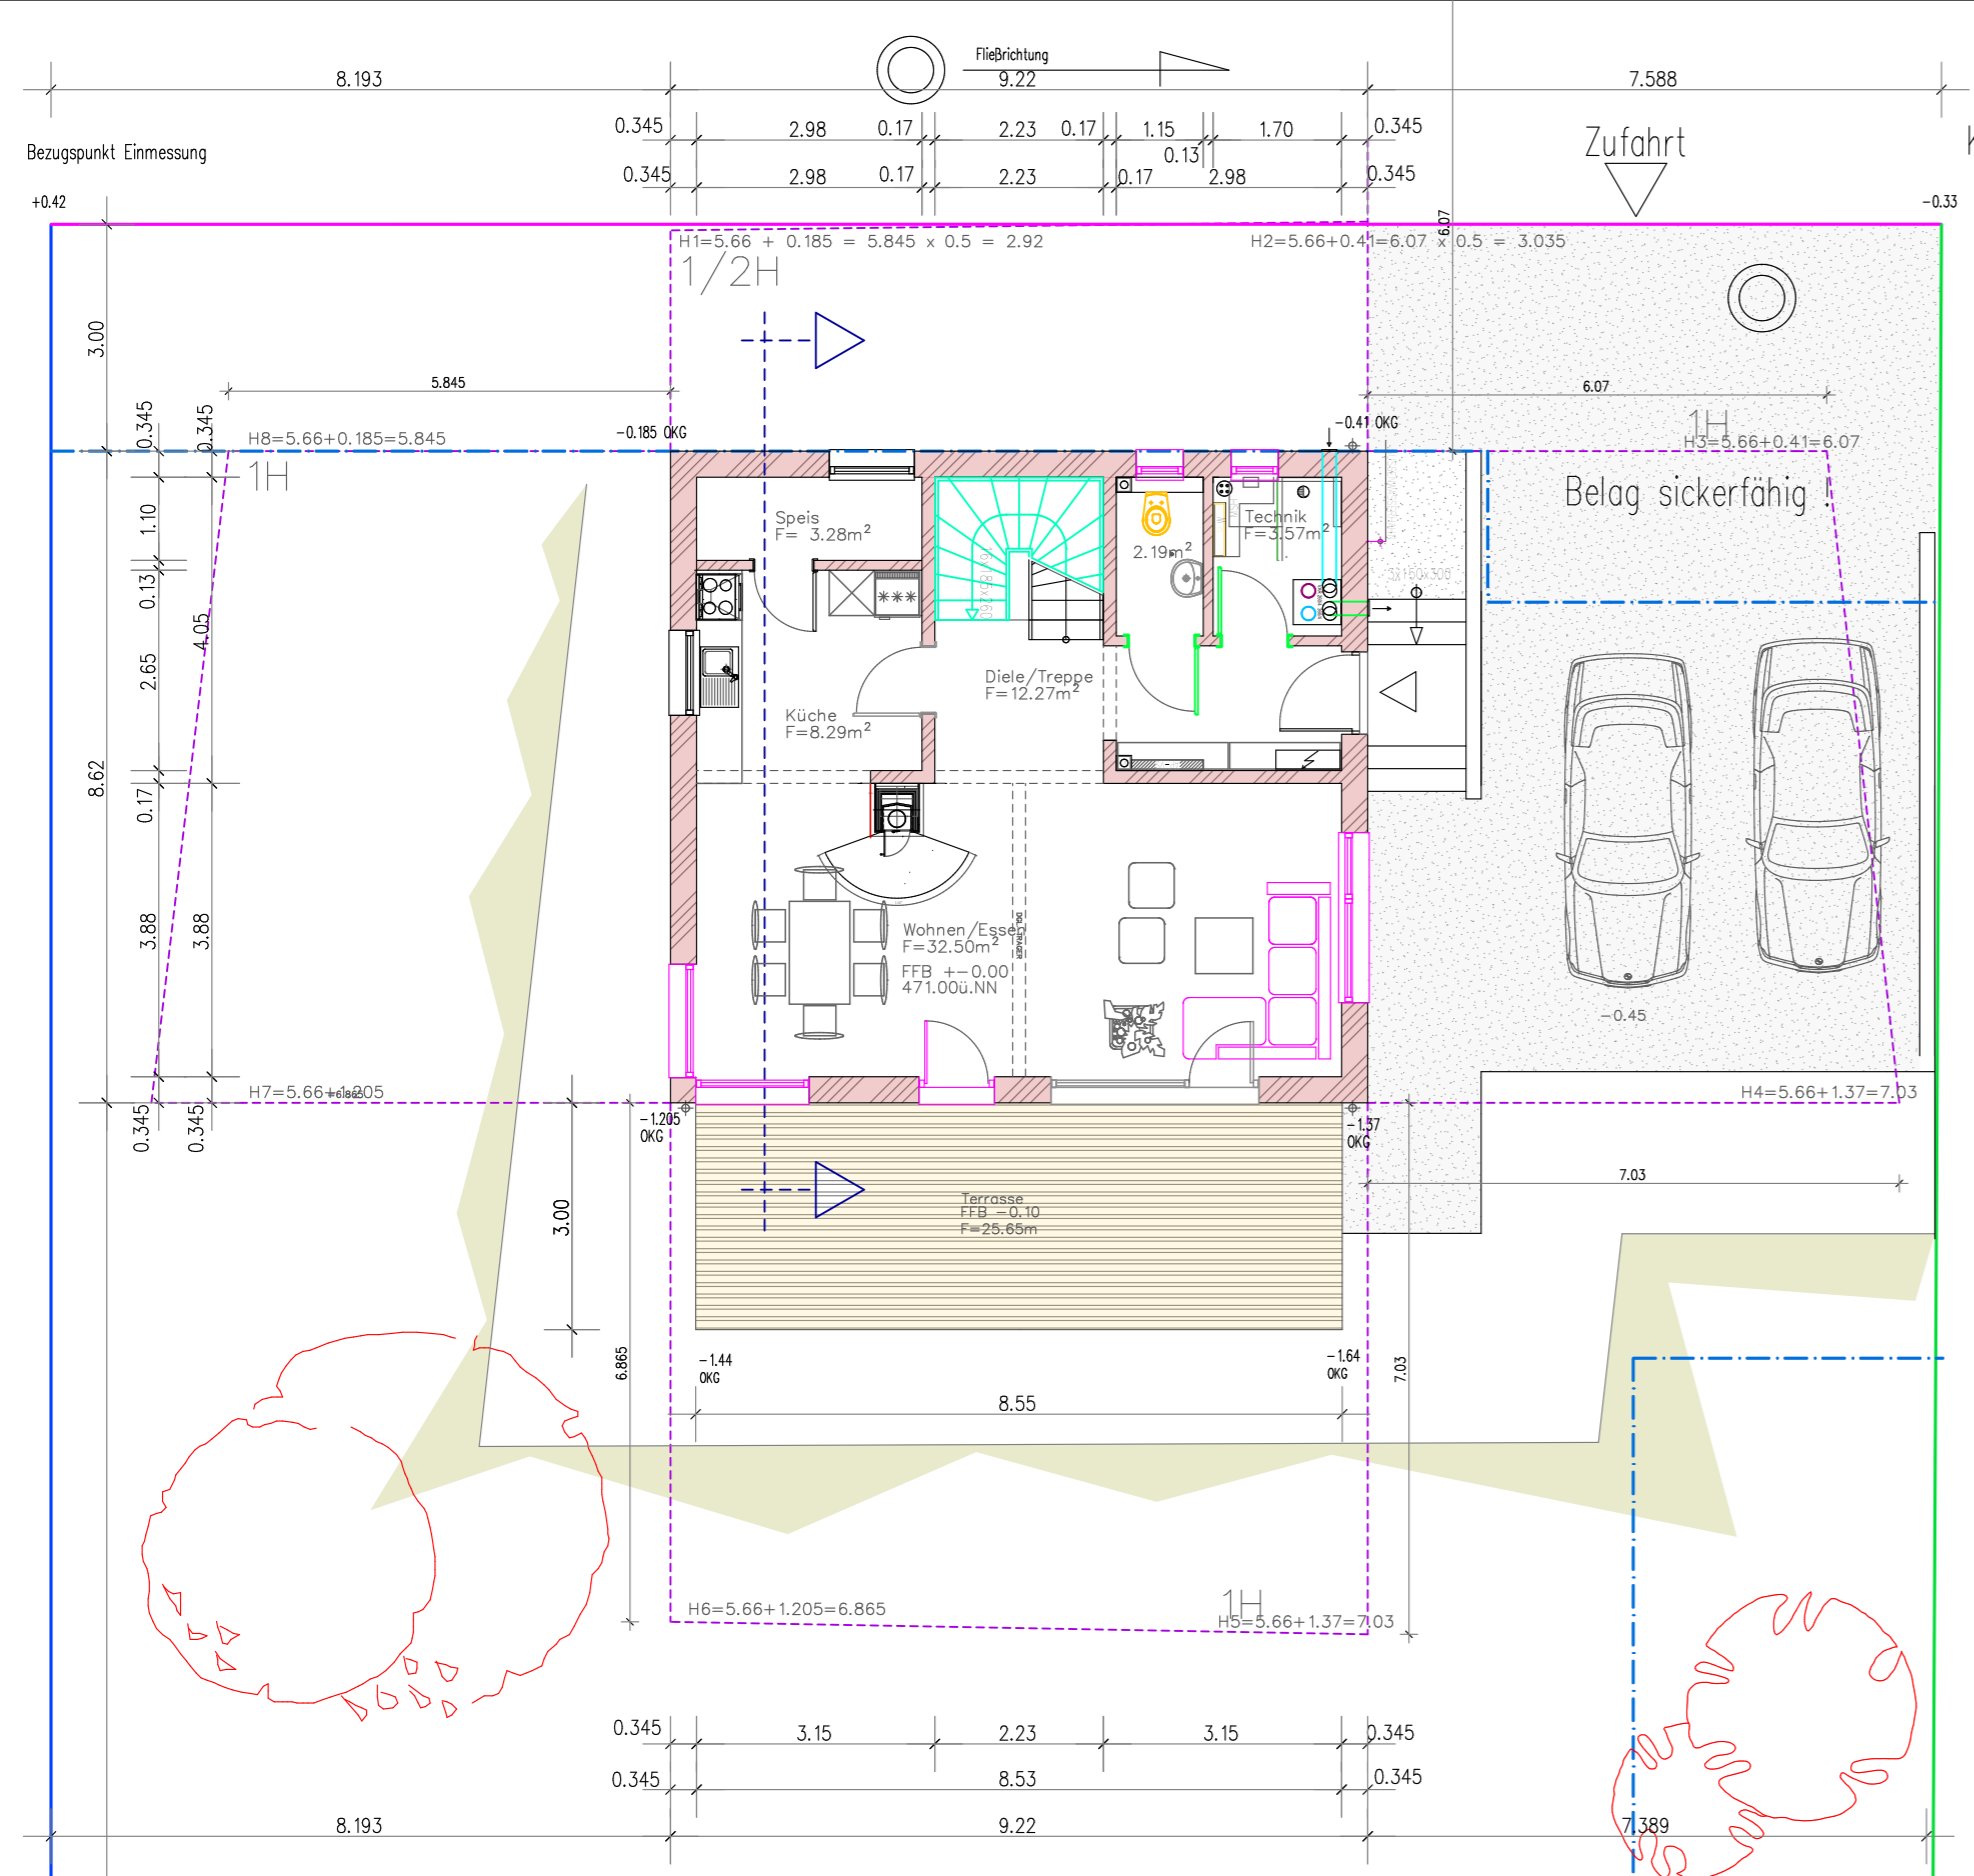 Fließrichtung
8.193
9.22
7.588
0.345
2.98
0.17
2.23
0.17
1.15
1.70
0.345
0.13
Zufahrt
Bezugspunkt Einmessung
0.345
2.98
0.17
2.23
0.17
2.98
0.345
+0.42
-0.33
6.07
H1=5.66 + 0.185 = 5.845 x 0.5 = 2.92
H2=5.66+0.41=6.07 x 0.5 = 3.035
1/2H
3.00
5.845
6.07
0.345
0.345
-0.185 OKG
-0.41 OKG
1H
H8=5.66+0.185=5.845
H3=5.66+0.41=6.07
1H
Belag sickerfähig !
1.10
Speis
F= 3.28m²
Technik
F=3.57m²
2.19m²
3x150x300
0.13
4.05
2.65
Diele/Treppe
F=12.27m²
Küche
F=8.29m²
8.62
0.17
3.88
3.88
Wohnen/Essen
F=32.50m²
FFB +-0.00
471.00ü.NN
-0.45
H7=5.66+1.205
H4=5.66+1.37=7.03
0.345
0.345
-1.205
OKG
-1.37
OKG
7.03
3.00
Terrasse
FFB -0.10
F=25.65m
6.865
7.03
-1.44
OKG
-1.64
OKG
8.55
1H
H6=5.66+1.205=6.865
H5=5.66+1.37=7.03
0.345
3.15
2.23
3.15
0.345
0.345
8.53
0.345
8.193
9.22
7.389